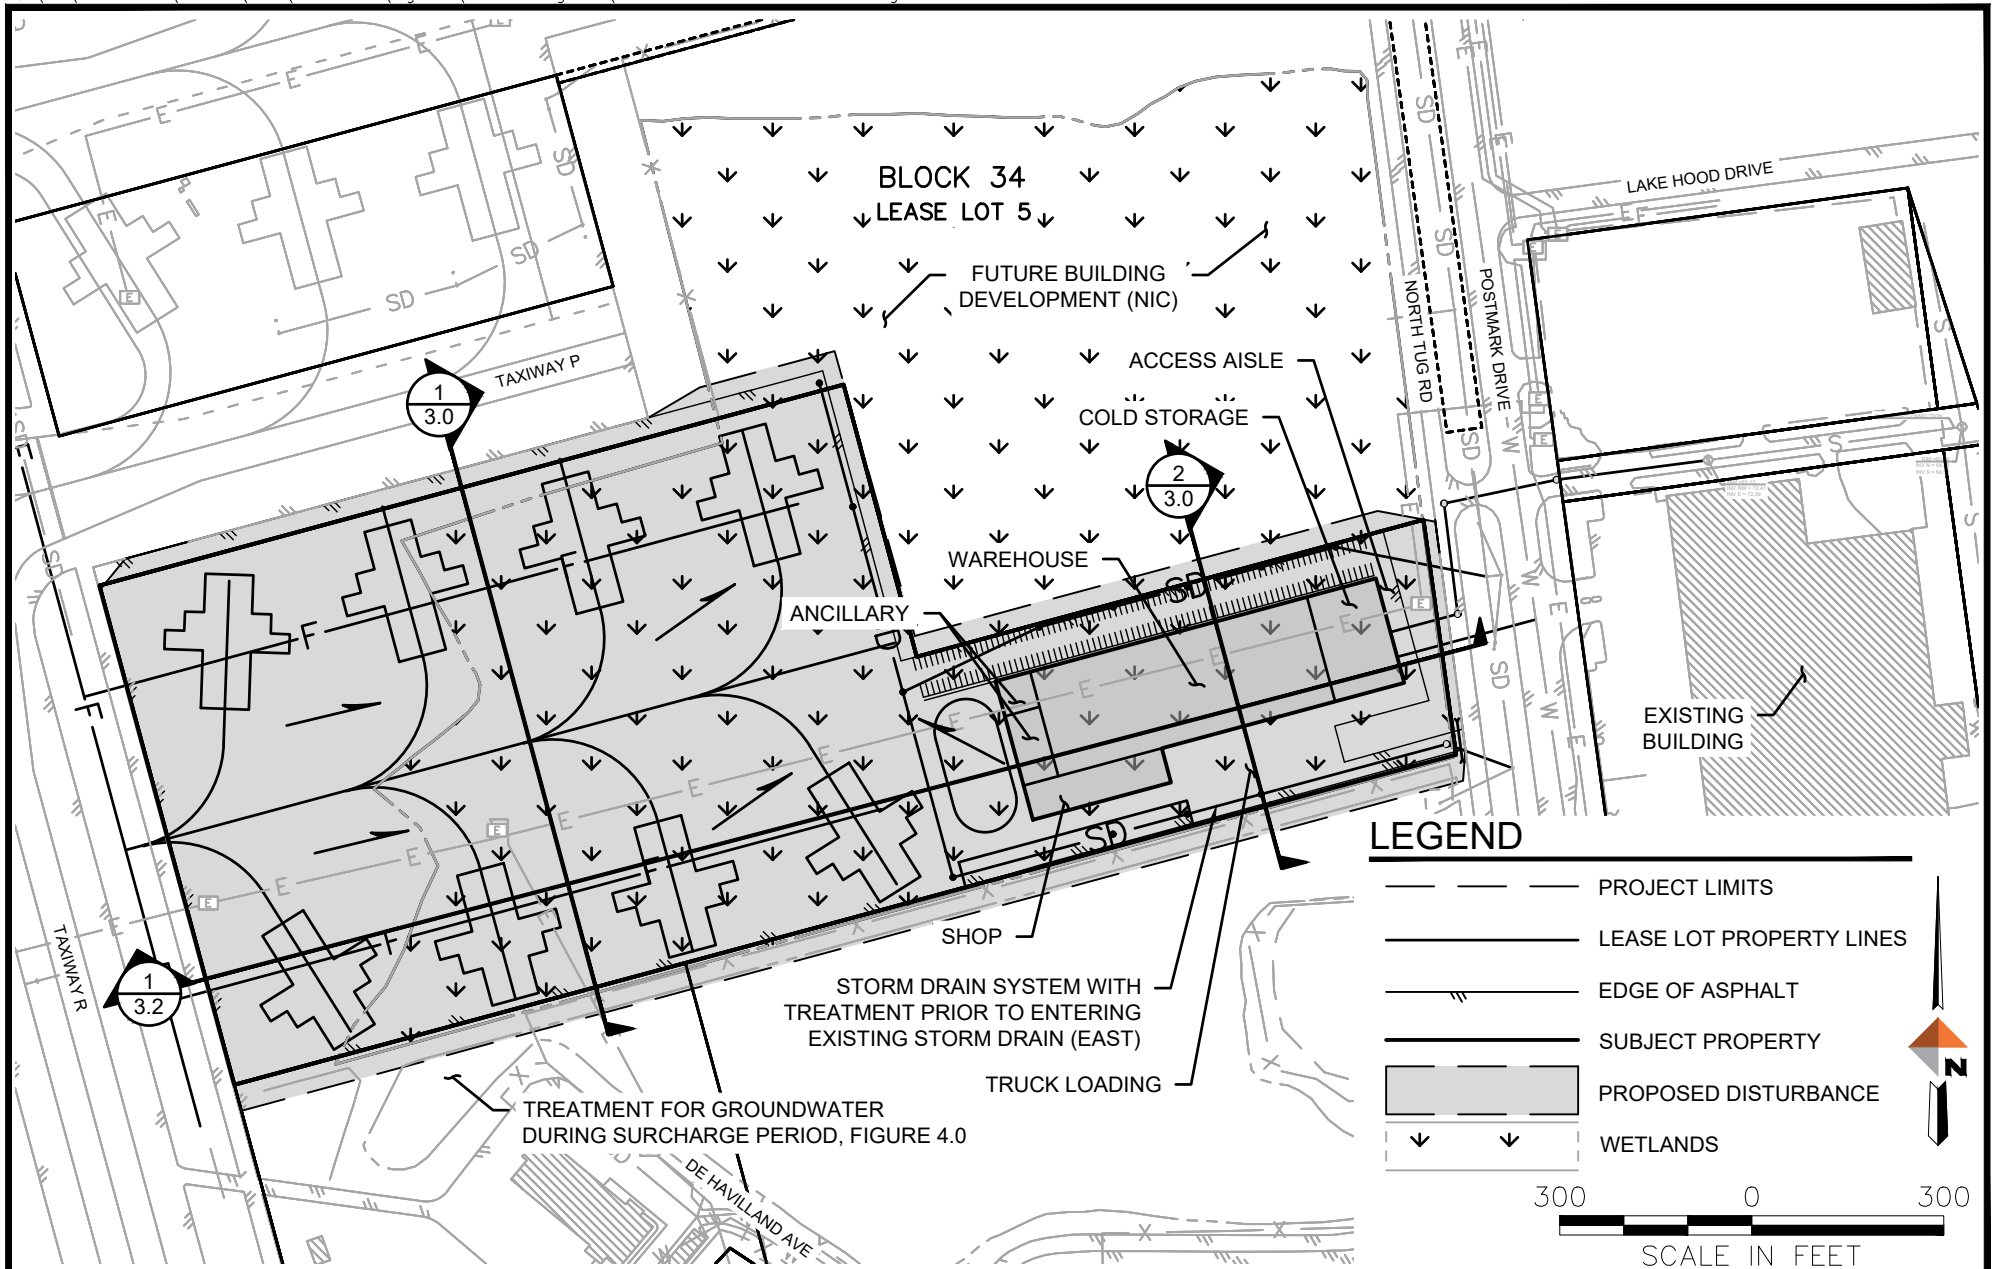 BLOCK 34
LEASE LOT 5
LAKE HOOD DRIVE
FUTURE BUILDING
DEVELOPMENT (NIC)
NORTH TUG RD
POSTMARK DRIVE
TAXIWAY P
1
3.0
ACCESS AISLE
COLD STORAGE
2
3.0
WAREHOUSE
ANCILLARY
SD
EXISTING
BUILDING
SD
SHOP
STORM DRAIN SYSTEM WITH
TREATMENT PRIOR TO ENTERING
EXISTING STORM DRAIN (EAST)
TRUCK LOADING
TAXIWAY R
1
3.2
TREATMENT FOR GROUNDWATER
DURING SURCHARGE PERIOD, FIGURE 4.0
DE HAVILLAND AVE
LEGEND
PROJECT LIMITS
LEASE LOT PROPERTY LINES
EDGE OF ASPHALT
SUBJECT PROPERTY
PROPOSED DISTURBANCE
WETLANDS
N
300 0 300
SCALE IN FEET